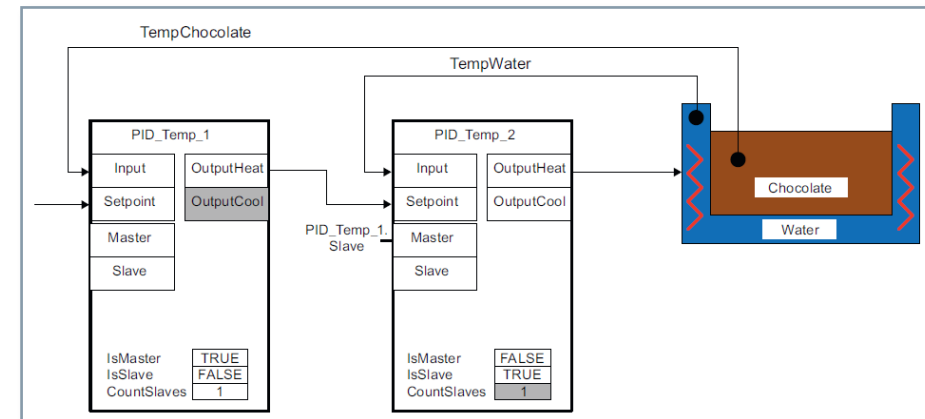 TempChocolate
TempWater
PID_Temp_1
Input
OutputHeat
Setpoint
OutputCool
Master
Slave
IsMaster TRUE
IsSlave FALSE
CountSlaves 1
PID_Temp_2
Input
OutputHeat
Setpoint
OutputCool
PID_Temp_1.
Slave
Master
Slave
IsMaster FALSE
IsSlave TRUE
CountSlaves 1
Chocolate
Water